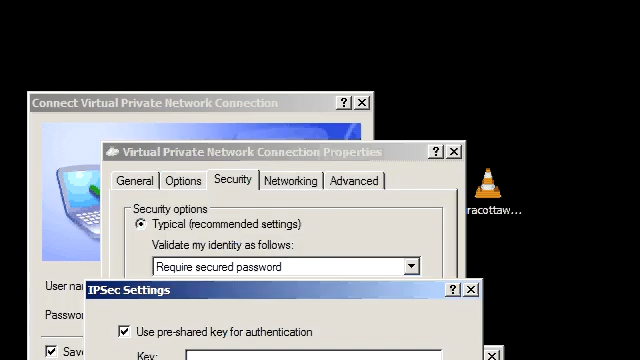 Connect Virtual Private Network Connection
Virtual Private Network Connection Properties
General Options Security Networking Advanced
Security options
Typical (recommended settings)
Validate my identity as follows:
Require secured password
racottaw...
User na
IPSec Settings
Passwo
Use pre-shared key for authentication
Save
Key: